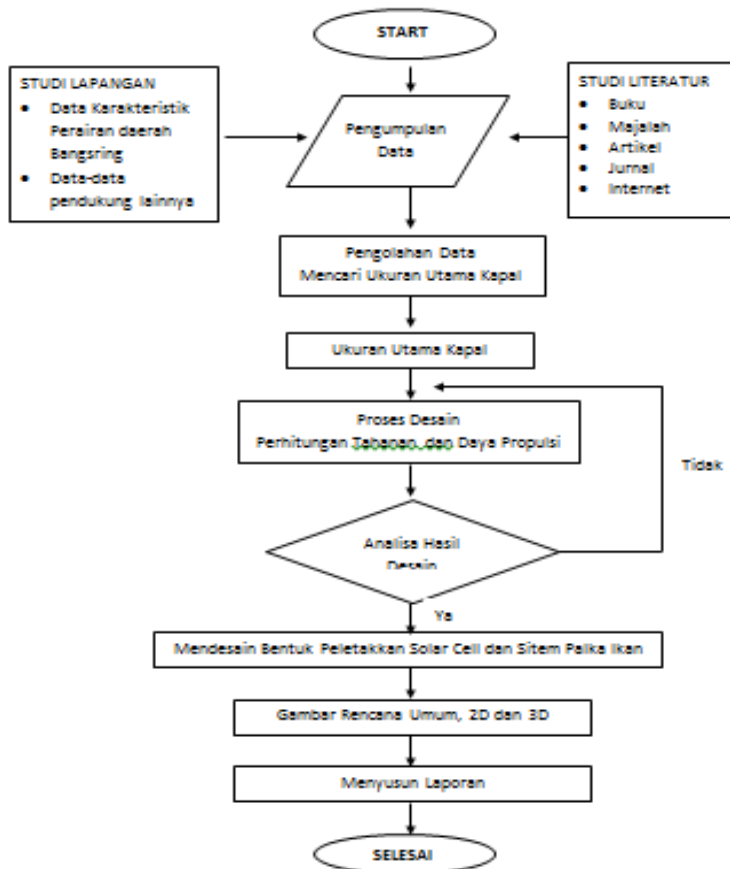 START
STUDI LAPANGAN
• Data Karakteristik
Perairan daerah
Bangsring
• Data-data
pendukung lainnya
Pengumpulan
Data
STUDI LITERATUR
• Buku
• Majalah
• Artikel
• Jurnal
• Internet
Pengolahan Data
Mencari Ukuran Utama Kapal
Ukuran Utama Kapal
Proses Desain
Perhitungan Tahanan dan Daya Propulsi
Tidak
Analisa Hasil
Desain
Ya
Mendesain Bentuk Peletakkan Solar Cell dan Sitem Palka Ikan
Gambar Rencana Umum, 2D dan 3D
Menyusun Laporan
SELESAI